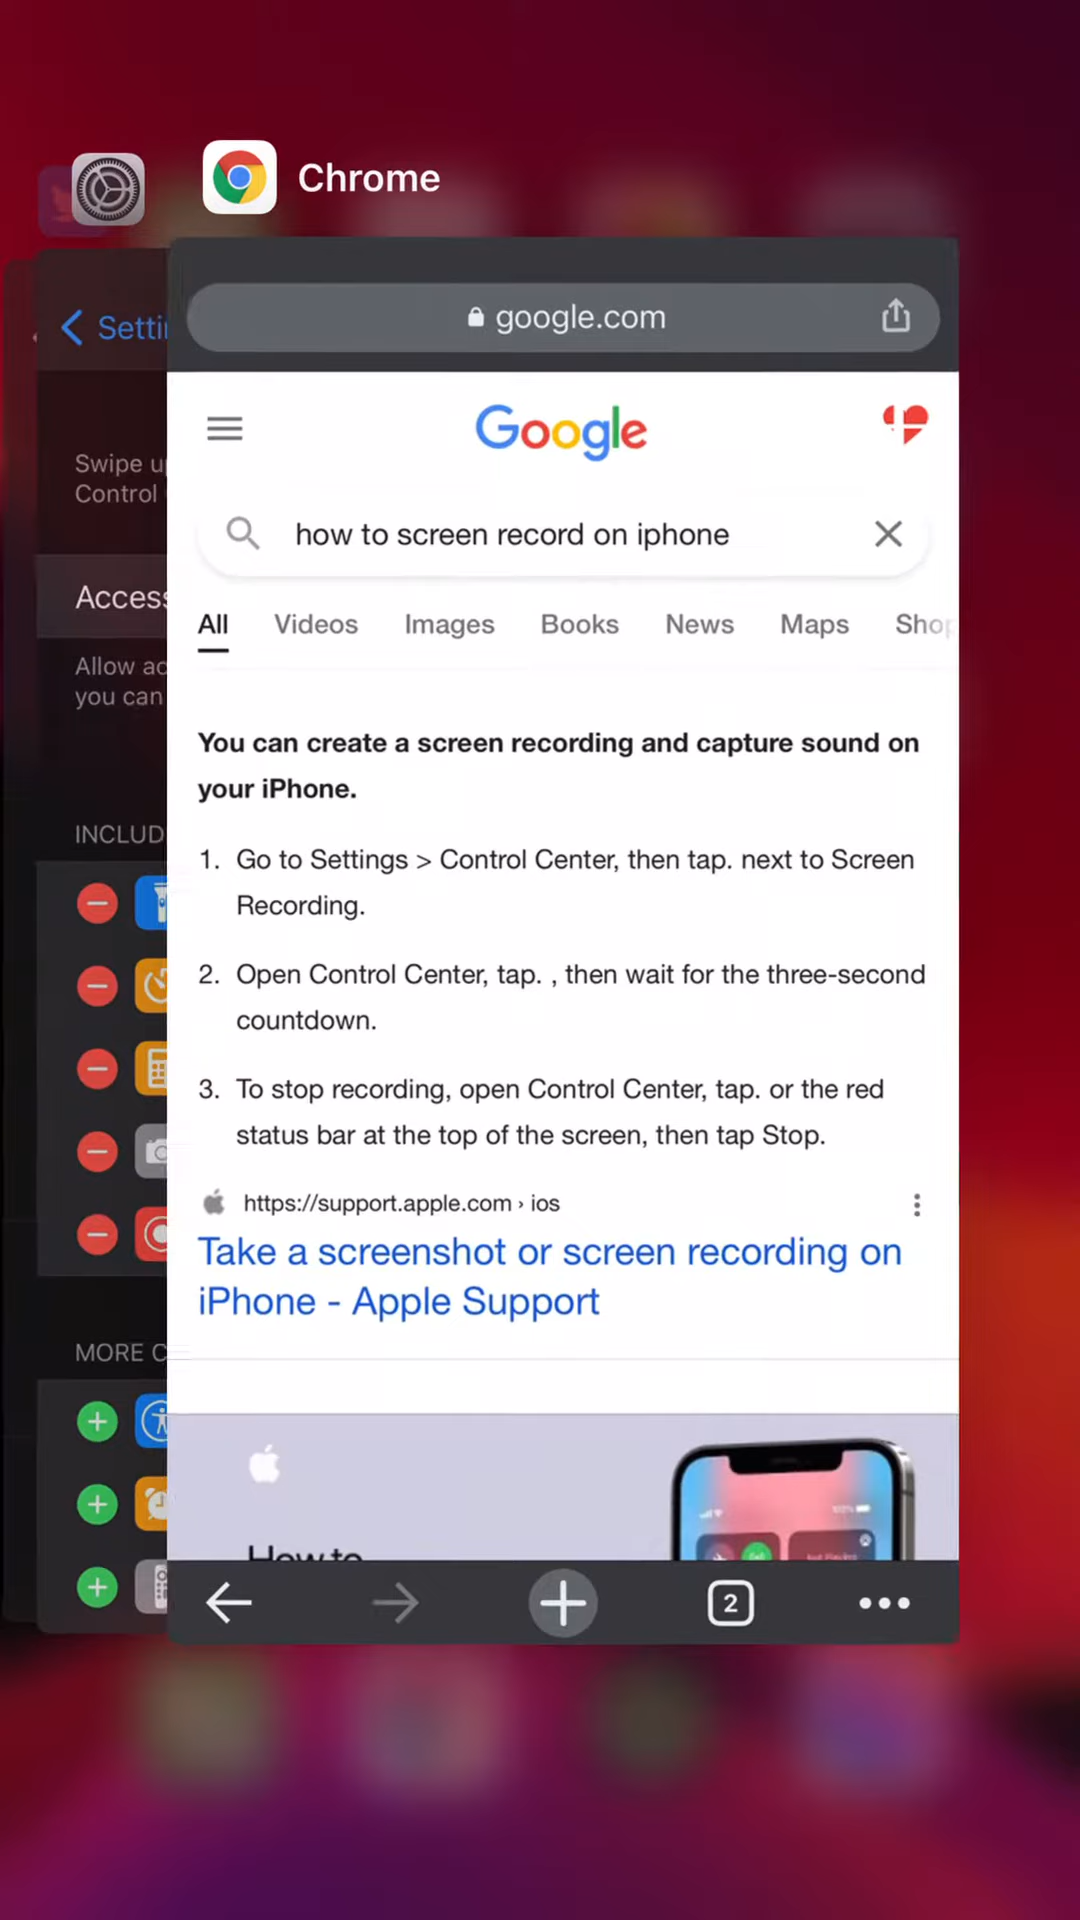 Chrome
Setti
google.com
Google
Swipe u
Control
how to screen record on iphone
Access
All Videos Images Books News Maps Shop
Allow ac
you can
You can create a screen recording and capture sound on
your iPhone.
INCLUD
1. Go to Settings > Control Center, then tap. next to Screen
Recording.
2. Open Control Center, tap. , then wait for the three-second
countdown.
3. To stop recording, open Control Center, tap. or the red
status bar at the top of the screen, then tap Stop.
https://support.apple.com › ios
Take a screenshot or screen recording on
iPhone - Apple Support
MORE C
How to
2